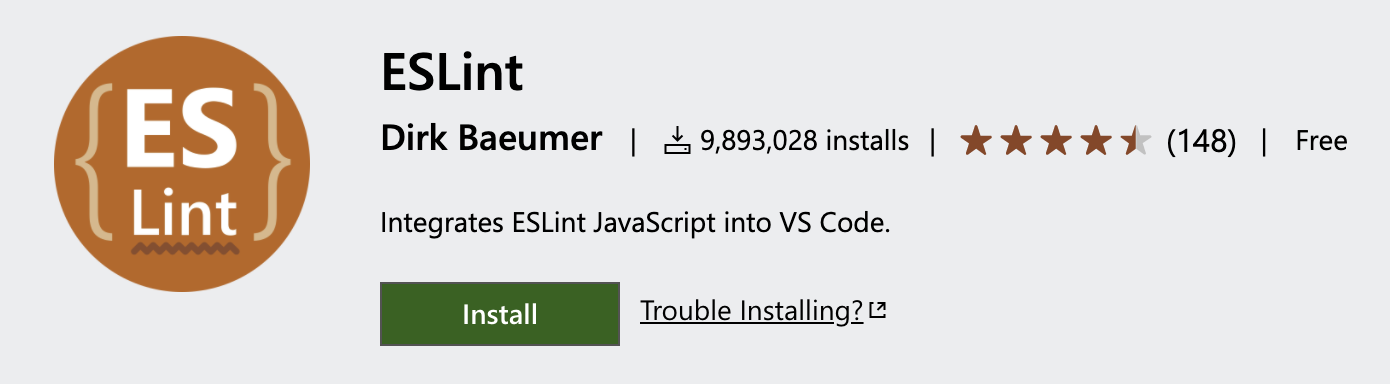 ES
Lint
ESLint
Dirk Baeumer | 9,893,028 installs | (148) | Free
Integrates ESLint JavaScript into VS Code.
Install Trouble Installing?